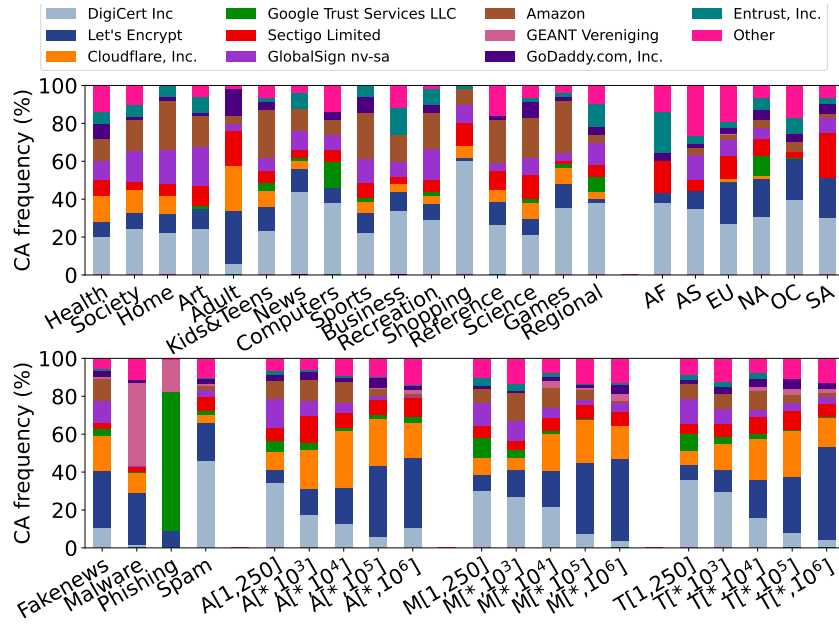 DigiCert Inc
Let's Encrypt
Cloudflare, Inc.
Google Trust Services LLC
Sectigo Limited
GlobalSign nv-sa
Amazon
GEANT Vereniging
GoDaddy.com, Inc.
Entrust, Inc.
Other
CA frequency (%)
100
80
60
40
20
0
Health
Society
Home
Art
Adult
Kids&Teens
News
Computers
Sports
Business
Recreation
Shopping
Reference
Science
Games
Regional
AF
AS
EU
NA
OC
SA
CA frequency (%)
100
80
60
40
20
0
Fakenews
Malware
Phishing
Spam
A[1,250]
A[*,10³]
A[*,10⁴]
A[*,10⁵]
A[*,10⁶]
M[1,250]
M[*,10³]
M[*,10⁴]
M[*,10⁵]
M[*,10⁶]
T[1,250]
T[*,10³]
T[*,10⁴]
T[*,10⁵]
T[*,10⁶]